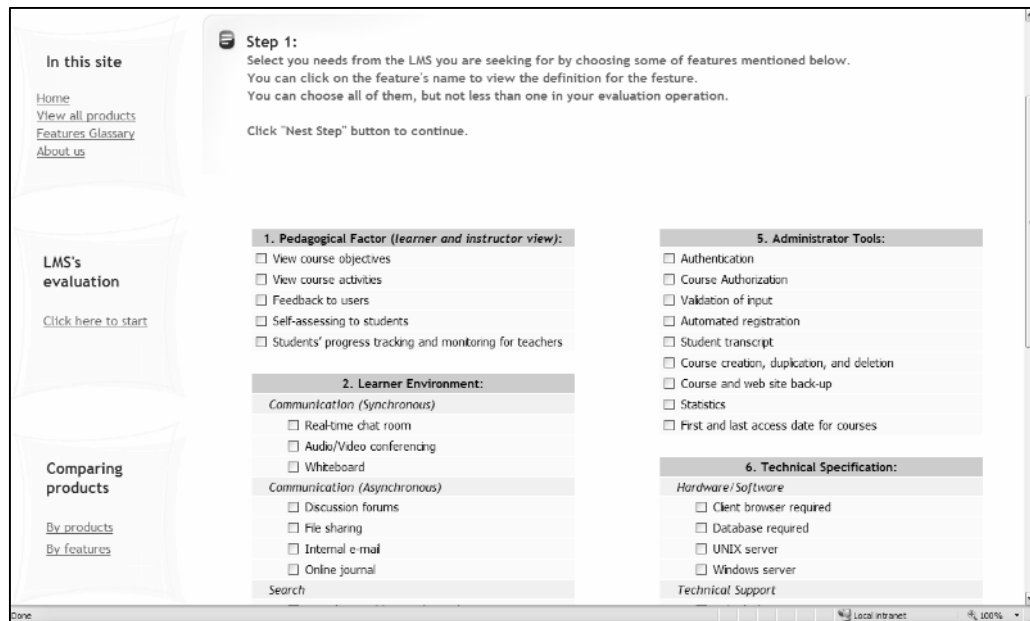 In this site
Home
View all products
Features Glassary
About us
LMS's
evaluation
Click here to start
Comparing
products
By products
By features
Step 1:
Select you needs from the LMS you are seeking for by choosing some of features mentioned below.
You can click on the feature's name to view the definition for the festure.
You can choose all of them, but not less than one in your evaluation operation.
Click "Nest Step" button to continue.
1. Pedagogical Factor (learner and instructor view):
View course objectives
View course activities
Feedback to users
Self-assessing to students
Students' progress tracking and monitoring for teachers
2. Learner Environment:
Communication (Synchronous)
Real-time chat room
Audio/Video conferencing
Whiteboard
Communication (Asynchronous)
Discussion forums
File sharing
Internal e-mail
Online journal
Search
5. Administrator Tools:
Authentication
Course Authorization
Validation of input
Automated registration
Student transcript
Course creation, duplication, and deletion
Course and web site back-up
Statistics
First and last access date for courses
6. Technical Specification:
Hardware/Software
Client browser required
Database required
UNIX server
Windows server
Technical Support
Done
Local intranet
100%